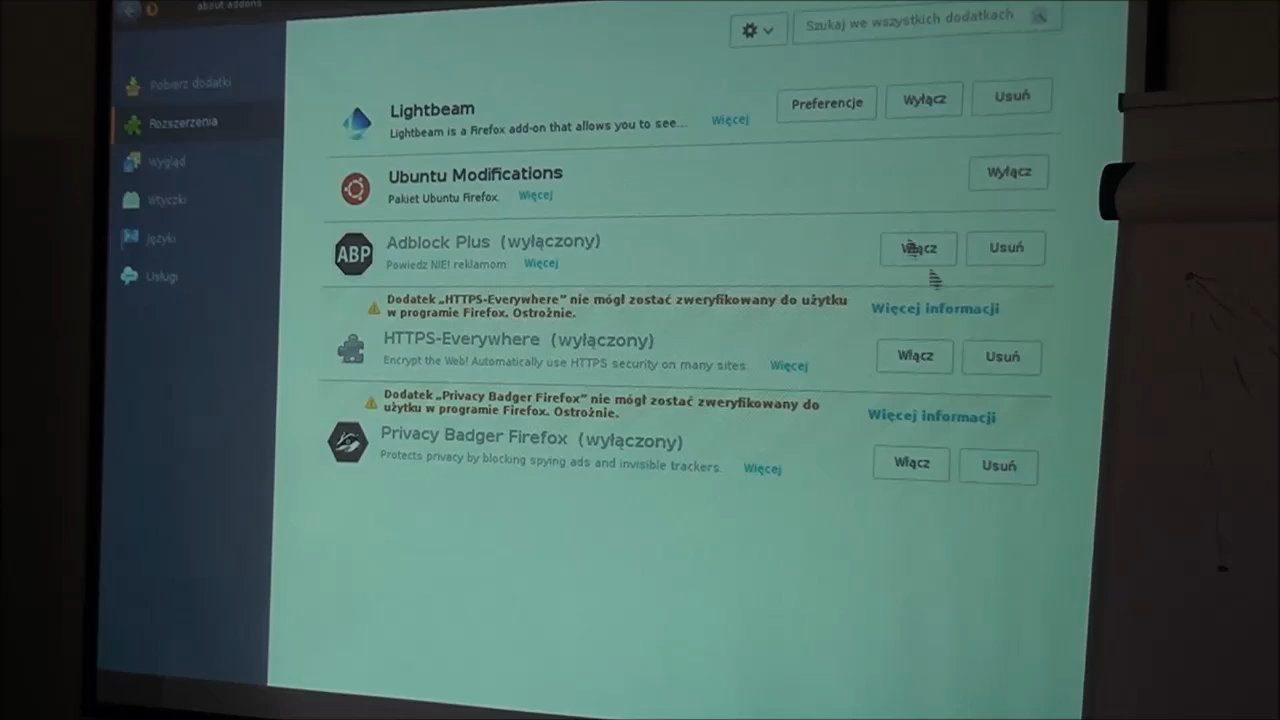 about addons
Szukaj we wszystkich dodatkach
Pobierz dodatki
Rozszerzenia
Wygląd
Wtyczki
Języki
Usługi
Lightbeam
Lightbeam is a Firefox add-on that allows you to see... Więcej
Preferencje Wyłącz Usuń
Ubuntu Modifications
Pakiet Ubuntu Firefox. Więcej
Wyłącz
ABP
Adblock Plus (wyłączony)
Powiedz NIE! reklamom Więcej
Włącz Usuń
Dodatek „HTTPS-Everywhere” nie mógł zostać zweryfikowany do użytku
w programie Firefox. Ostrożnie.
Więcej informacji
HTTPS-Everywhere (wyłączony)
Encrypt the Web! Automatically use HTTPS security on many sites. Więcej
Włącz Usuń
Dodatek „Privacy Badger Firefox” nie mógł zostać zweryfikowany do
użytku w programie Firefox. Ostrożnie.
Więcej informacji
Privacy Badger Firefox (wyłączony)
Protects privacy by blocking spying ads and invisible trackers. Więcej
Włącz Usuń